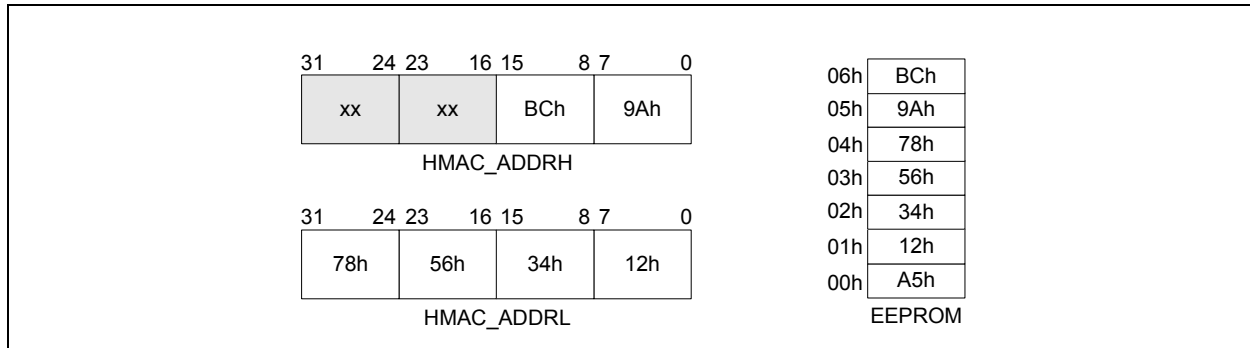 31 24 23 16 15 8 7 0
xx xx BCh 9Ah
HMAC_ADDRH
31 24 23 16 15 8 7 0
78h 56h 34h 12h
HMAC_ADDRL
06h BCh
05h 9Ah
04h 78h
03h 56h
02h 34h
01h 12h
00h A5h
EEPROM